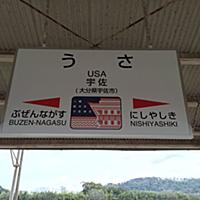 うさ
USA
宇佐
(大分県宇佐市)
ぶぜんながす
にしやしき
BUZEN-NAGASU
NISHIYASHIKI